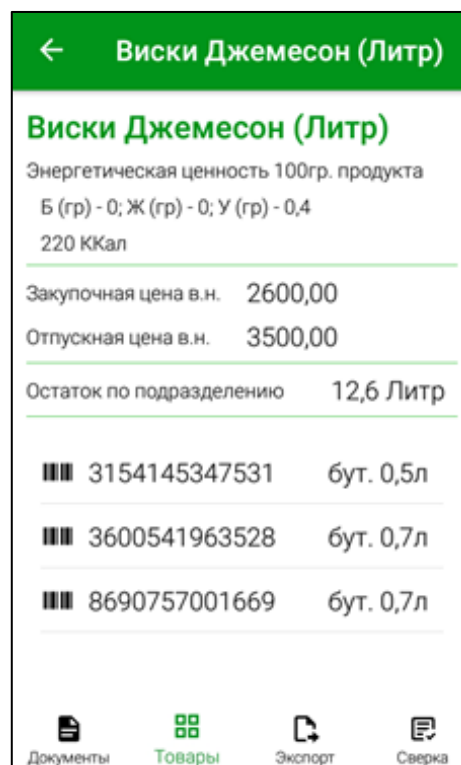 Виски Джемесон (Литр)
Виски Джемесон (Литр)
Энергетическая ценность 100гр. продукта
Б (гр) - 0; Ж (гр) - 0; У (гр) - 0,4
220 ККал
Закупочная цена в.н. 2600,00
Отпускная цена в.н. 3500,00
Остаток по подразделению 12,6 Литр
3154145347531 бут. 0,5л
3600541963528 бут. 0,7л
8690757001669 бут. 0,7л
Документы Товары Экспорт Сверка